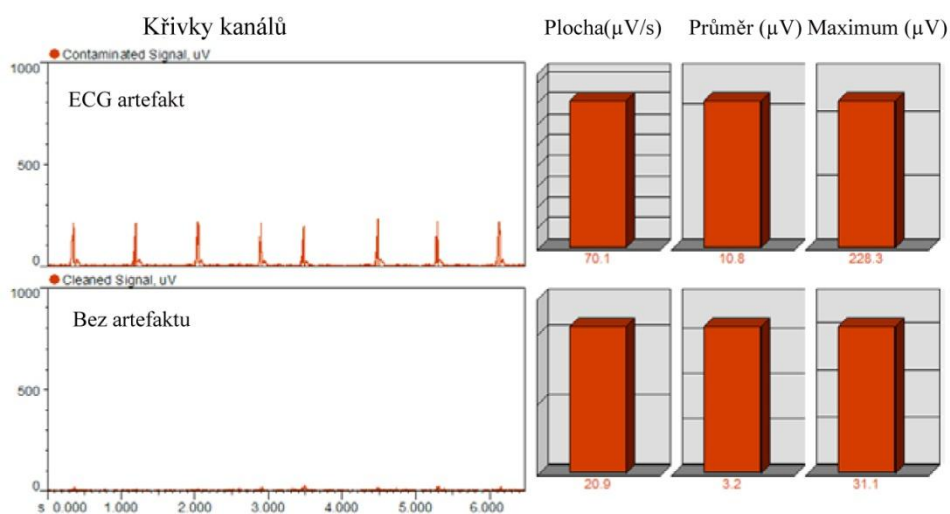 Křivky kanálů
Plocha(µV/s) Průměr (µV) Maximum (µV)
Contaminated Signal, uV
1000
ECG artefakt
500
0
70.1 10.8 228.3
Cleaned Signal, uV
1000
Bez artefaktu
500
0
20.9 3.2 31.1
s 0.000 1.000 2.000 3.000 4.000 5.000 6.000